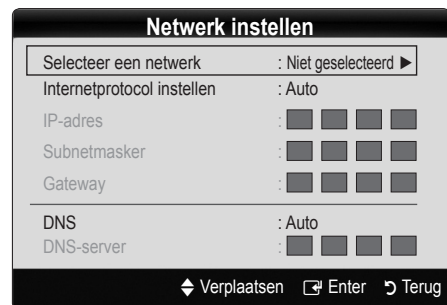 Netwerk instellen
Selecteer een netwerk : Niet geselecteerd ►
Internetprotocol instellen : Auto
IP-adres :
Subnetmasker :
Gateway :
DNS : Auto
DNS-server :
Verplaatsen Enter Terug